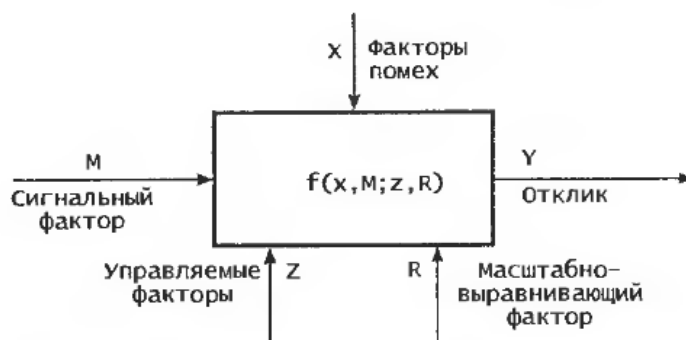 X
Факторы
помех
M
Сигнальный
фактор
f(x,M;z,R)
Y
Отклик
Управляемые
факторы
Z
R
Масштабно-
выравнивающий
фактор